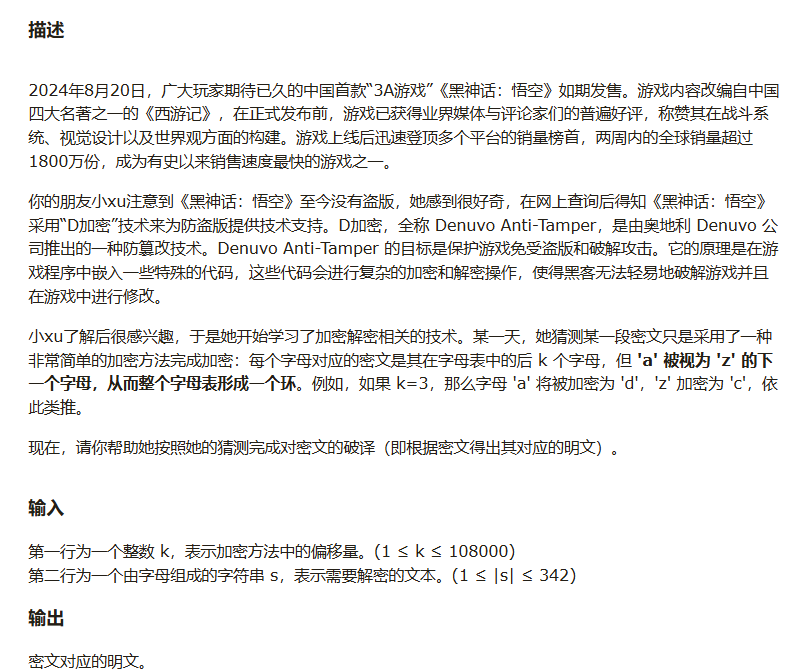 描述
2024年8月20日，广大玩家期待已久的中国首款“3A游戏”《黑神话：悟空》如期发售。游戏内容改编自中国
四大名著之一的《西游记》，在正式发布前，游戏已获得业界媒体与评论家们的普遍好评，称赞其在战斗系
统、视觉设计以及世界观方面的构建。游戏上线后迅速登顶多个平台的销量榜首，两周内的全球销量超过
1800万份，成为有史以来销售速度最快的游戏之一。
你的朋友小xu注意到《黑神话：悟空》至今没有盗版，她感到很好奇，在网上查询后得知《黑神话：悟空》
采用“D加密”技术来为防盗版提供技术支持。D加密，全称 Denuvo Anti-Tamper，是由奥地利 Denuvo 公
司推出的一种防篡改技术。Denuvo Anti-Tamper 的目标是保护游戏免受盗版和破解攻击。它的原理是在游
戏程序中嵌入一些特殊的代码，这些代码会进行复杂的加密和解密操作，使得黑客无法轻易地破解游戏并且
在游戏中进行修改。
小xu了解后很感兴趣，于是她开始学习了加密解密相关的技术。某一天，她猜测某一段密文只是采用了一种
非常简单的加密方法完成加密：每个字母对应的密文是其在字母表中的后 k 个字母，但 'a' 被视为 'z' 的下
一个字母，从而整个字母表形成一个环。例如，如果 k=3，那么字母 'a' 将被加密为 'd'，'z' 加密为 'c'，依
此类推。
现在，请你帮助她按照她的猜测完成对密文的破译（即根据密文得出其对应的明文）。
输入
第一行为一个整数 k，表示加密方法中的偏移量。(1 ≤ k ≤ 108000)
第二行为一个由字母组成的字符串 s，表示需要解密的文本。(1 ≤ |s| ≤ 342)
输出
密文对应的明文。